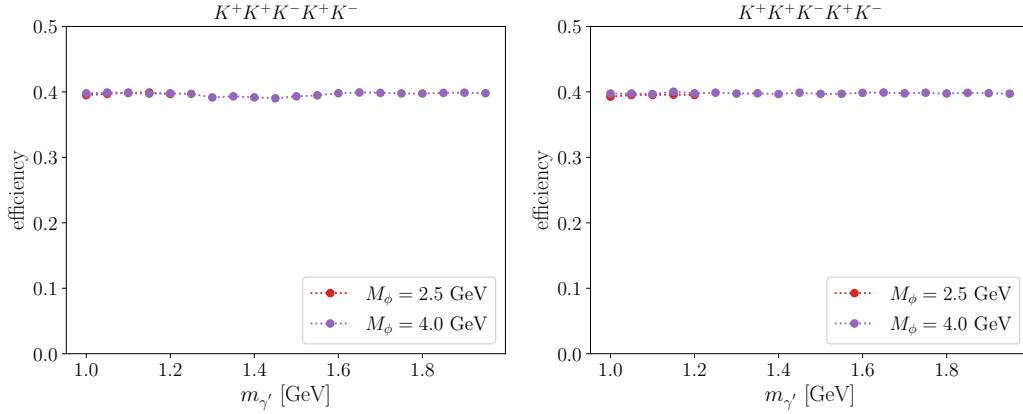 K⁺K⁺K⁻K⁺K⁻
0.5
0.4
0.3
0.2
0.1
0.0
efficiency
M_ϕ = 2.5 GeV
M_ϕ = 4.0 GeV
1.0 1.2 1.4 1.6 1.8
m_γ′ [GeV]
K⁺K⁺K⁻K⁺K⁻
0.5
0.4
0.3
0.2
0.1
0.0
efficiency
M_ϕ = 2.5 GeV
M_ϕ = 4.0 GeV
1.0 1.2 1.4 1.6 1.8
m_γ′ [GeV]